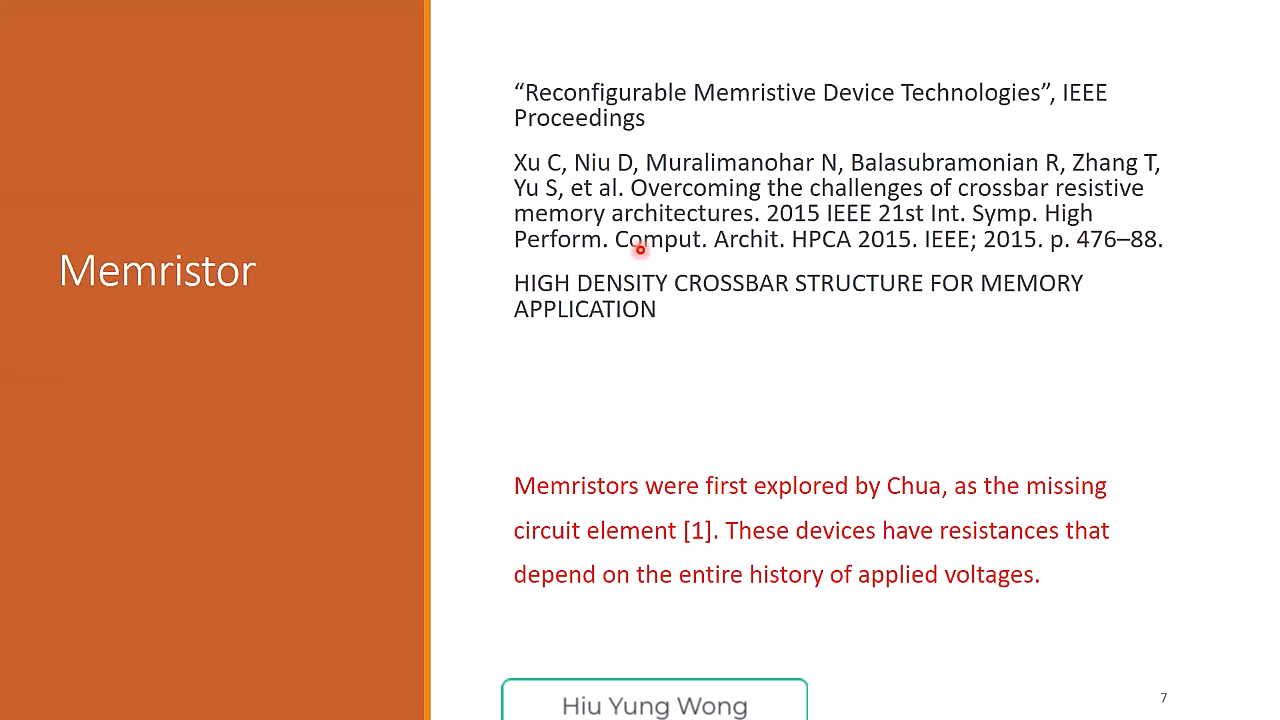 Memristor
“Reconfigurable Memristive Device Technologies”, IEEE
Proceedings
Xu C, Niu D, Muralimanohar N, Balasubramonian R, Zhang T,
Yu S, et al. Overcoming the challenges of crossbar resistive
memory architectures. 2015 IEEE 21st Int. Symp. High
Perform. Comput. Archit. HPCA 2015. IEEE; 2015. p. 476–88.
HIGH DENSITY CROSSBAR STRUCTURE FOR MEMORY
APPLICATION
Memristors were first explored by Chua, as the missing
circuit element [1]. These devices have resistances that
depend on the entire history of applied voltages.
Hiu Yung Wong
7